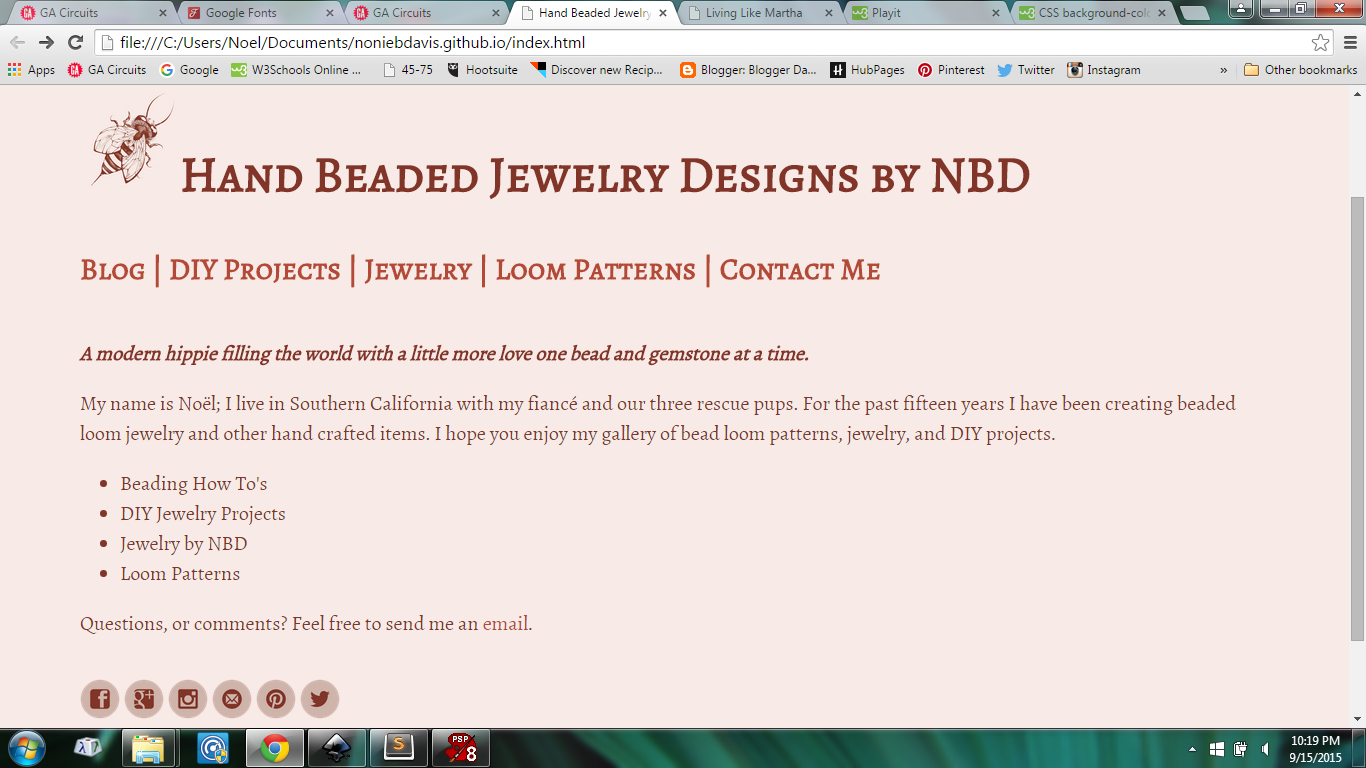 GA Circuits
Google Fonts
GA Circuits
Hand Beaded Jewelry
Living Like Martha
Playit
CSS background-col
file:///C:/Users/Noel/Documents/noniebdavis.github.io/index.html
Apps GA Circuits Google W3Schools Online ... 45-75 Hootsuite Discover new Recip... Blogger: Blogger Da... HubPages Pinterest Twitter Instagram » Other bookmarks
Hand Beaded Jewelry Designs by NBD
Blog | DIY Projects | Jewelry | Loom Patterns | Contact Me
A modern hippie filling the world with a little more love one bead and gemstone at a time.
My name is Noël; I live in Southern California with my fiancé and our three rescue pups. For the past fifteen years I have been creating beaded
loom jewelry and other hand crafted items. I hope you enjoy my gallery of bead loom patterns, jewelry, and DIY projects.
• Beading How To's
• DIY Jewelry Projects
• Jewelry by NBD
• Loom Patterns
Questions, or comments? Feel free to send me an email.
PSP
8
10:19 PM
9/15/2015